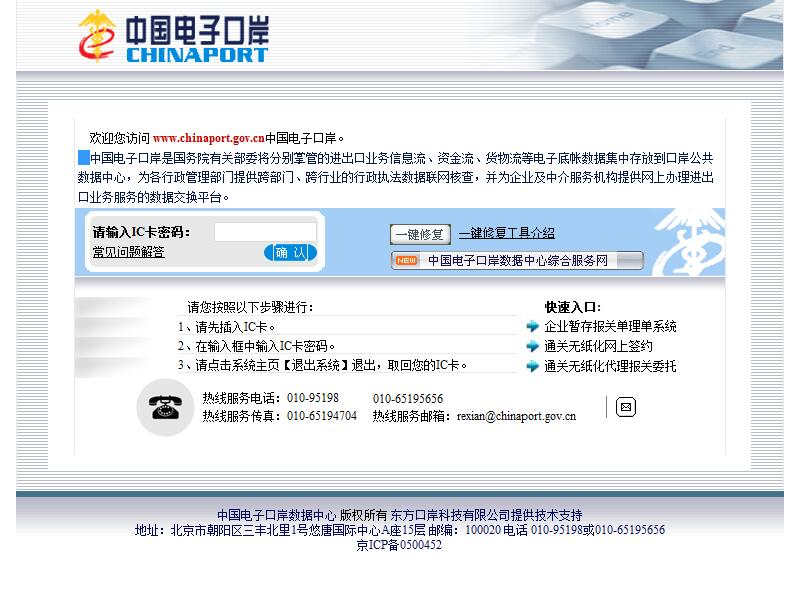 中国电子口岸
CHINAPORT
欢迎您访问 www.chinaport.gov.cn中国电子口岸。
中国电子口岸是国务院有关部委将分别掌管的进出口业务信息流、资金流、货物流等电子底帐数据集中存放到口岸公共
数据中心，为各行政管理部门提供跨部门、跨行业的行政执法数据联网核查，并为企业及中介服务机构提供网上办理进出
口业务服务的数据交换平台。
请输入IC卡密码：
常见问题解答
确 认
一键修复 一键修复工具介绍
NEW 中国电子口岸数据中心综合服务网
请您按照以下步骤进行：
1、请先插入IC卡。
2、在输入框中输入IC卡密码。
3、请点击系统主页【退出系统】退出，取回您的IC卡。
快速入口：
企业暂存报关单理单系统
通关无纸化网上签约
通关无纸化代理报关委托
热线服务电话：010-95198 010-65195656
热线服务传真：010-65194704 热线服务邮箱：rexian@chinaport.gov.cn
中国电子口岸数据中心 版权所有 东方口岸科技有限公司提供技术支持
地址：北京市朝阳区三丰北里1号悠唐国际中心A座15层 邮编：100020 电话 010-95198或010-65195656
京ICP备0500452